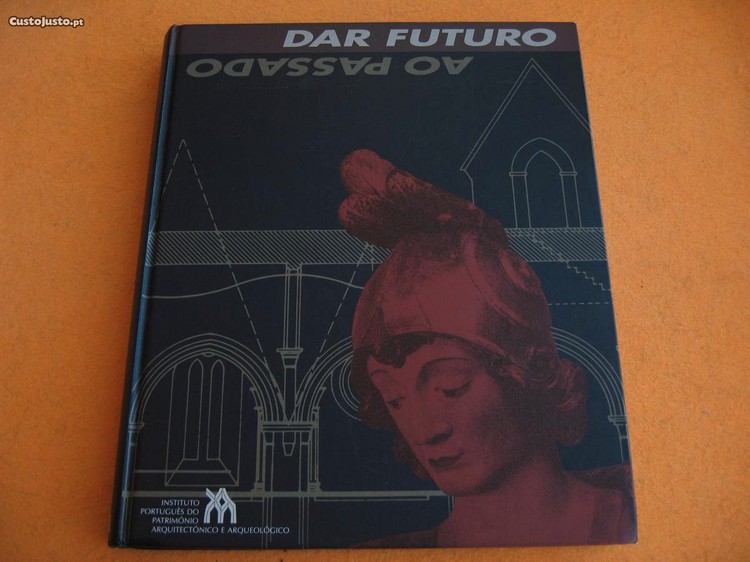 CustoJusto.pt
DAR FUTURO
AO PASSADO
INSTITUTO
PORTUGUÊS DO
PATRIMÓNIO
ARQUITECTÓNICO E ARQUEOLÓGICO